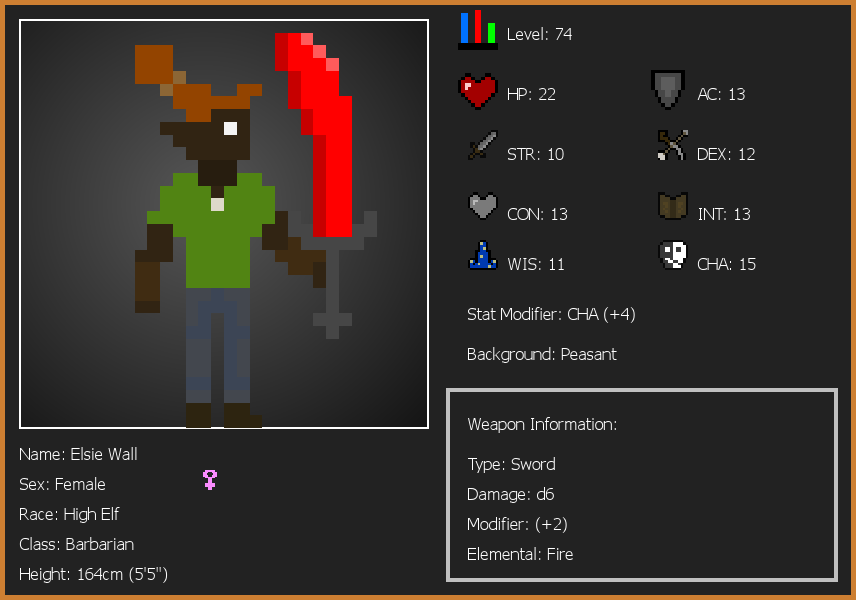 Level: 74
HP: 22
AC: 13
STR: 10
DEX: 12
CON: 13
INT: 13
WIS: 11
CHA: 15
Stat Modifier: CHA (+4)
Background: Peasant
Weapon Information:
Type: Sword
Damage: d6
Modifier: (+2)
Elemental: Fire
Name: Elsie Wall
Sex: Female
Race: High Elf
Class: Barbarian
Height: 164cm (5'5")